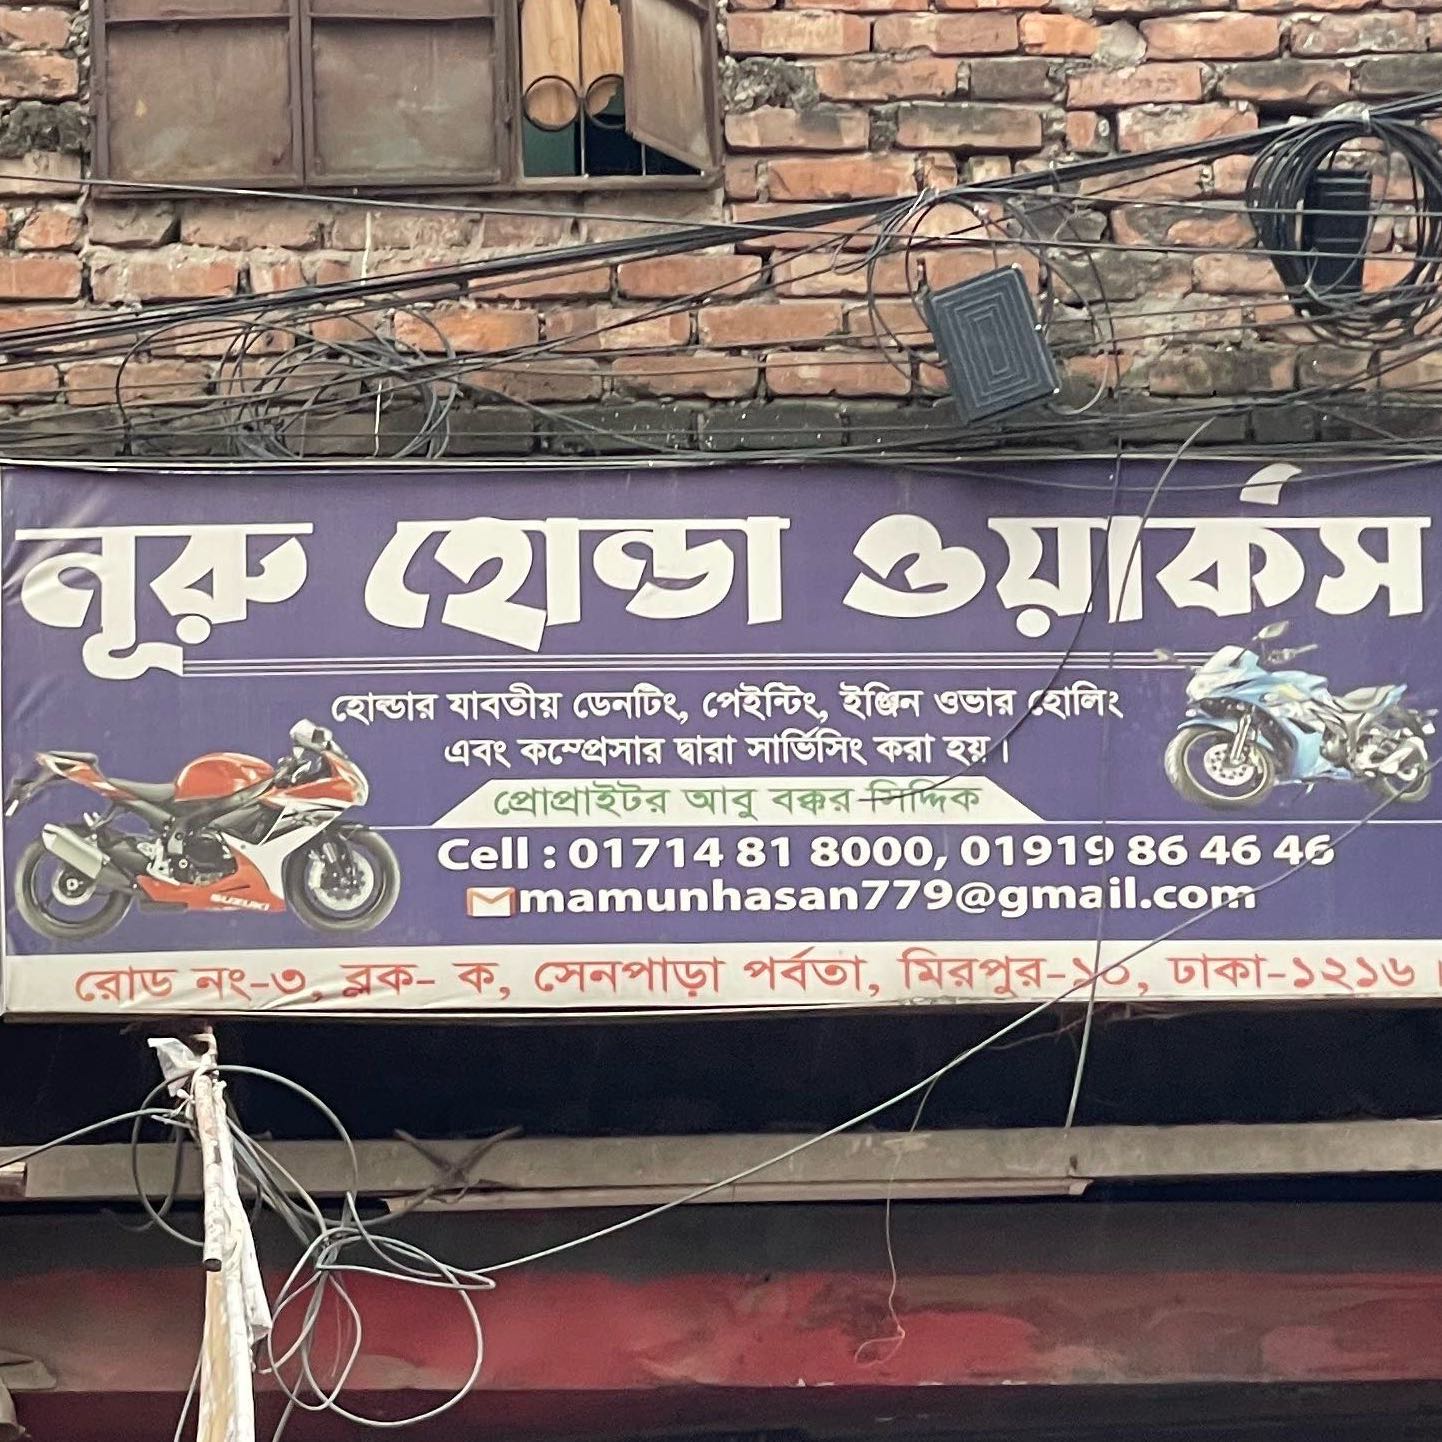 নূরু হোন্ডা ওয়ার্কস
হোন্ডার যাবতীয় ডেনটিং, পেইন্টিং, ইঞ্জিন ওভার হোলিং
এবং কম্প্রেসার দ্বারা সার্ভিসিং করা হয়।
প্রোপ্রাইটর আবু বক্কর সিদ্দিক
Cell : 01714 81 8000, 01919 86 46 46
mamunhasan779@gmail.com
SUZUKI
রোড নং-৩, ব্লক- ক, সেনপাড়া পর্বতা, মিরপুর-১০, ঢাকা-১২১৬।